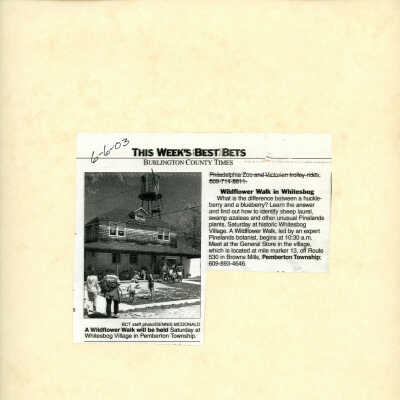 6-6-03
THIS WEEK'S BEST BETS
BURLINGTON COUNTY TIMES
Philadelphia Zoo and Victorian trolley rides.
609-714-8811.
Wildflower Walk in Whitesbog
What is the difference between a huckle-
berry and a blueberry? Learn the answer
and find out how to identify sheep laurel,
swamp azaleas and other unusual Pinelands
plants, Saturday at historic Whitesbog
Village. A Wildflower Walk, led by an expert
Pinelands botanist, begins at 10:30 a.m.
Meet at the General Store in the village,
which is located at mile marker 13, off Route
530 in Browns Mills, Pemberton Township;
609-893-4646.
BCT staff photo/DENNIS MCDONALD
A Wildflower Walk will be held Saturday at
Whitesbog Village in Pemberton Township.